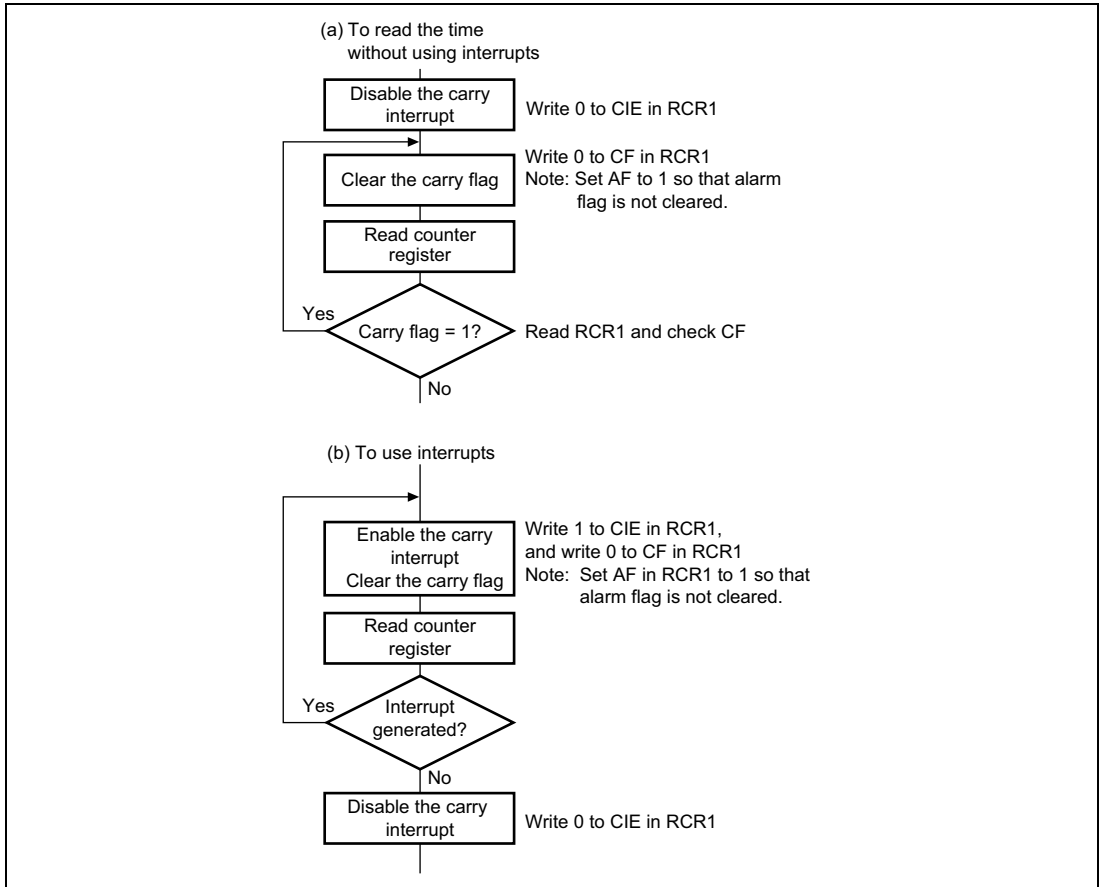 (a) To read the time
without using interrupts
Disable the carry
interrupt
Write 0 to CIE in RCR1
Clear the carry flag
Write 0 to CF in RCR1
Note: Set AF to 1 so that alarm
flag is not cleared.
Read counter
register
Yes
Carry flag = 1?
Read RCR1 and check CF
No
(b) To use interrupts
Enable the carry
interrupt
Clear the carry flag
Write 1 to CIE in RCR1,
and write 0 to CF in RCR1
Note: Set AF in RCR1 to 1 so that
alarm flag is not cleared.
Read counter
register
Yes
Interrupt
generated?
No
Disable the carry
interrupt
Write 0 to CIE in RCR1